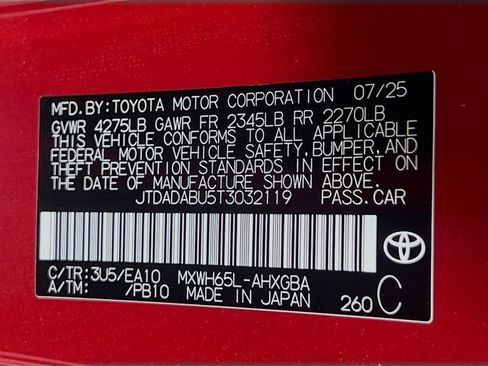 MFD. BY: TOYOTA MOTOR CORPORATION 07/25
GVWR 4275LB GAWR FR 2345LB RR 2270LB
THIS VEHICLE CONFORMS TO ALL APPLICABLE
FEDERAL MOTOR VEHICLE SAFETY, BUMPER, AND
THEFT PREVENTION STANDARDS IN EFFECT ON
THE DATE OF MANUFACTURE SHOWN ABOVE.
JTDADABU5T3032119 PASS.CAR
C/TR: 3U5/EA10 MXWH65L-AHXGBA
A/TM: /PB10 MADE IN JAPAN 260 C